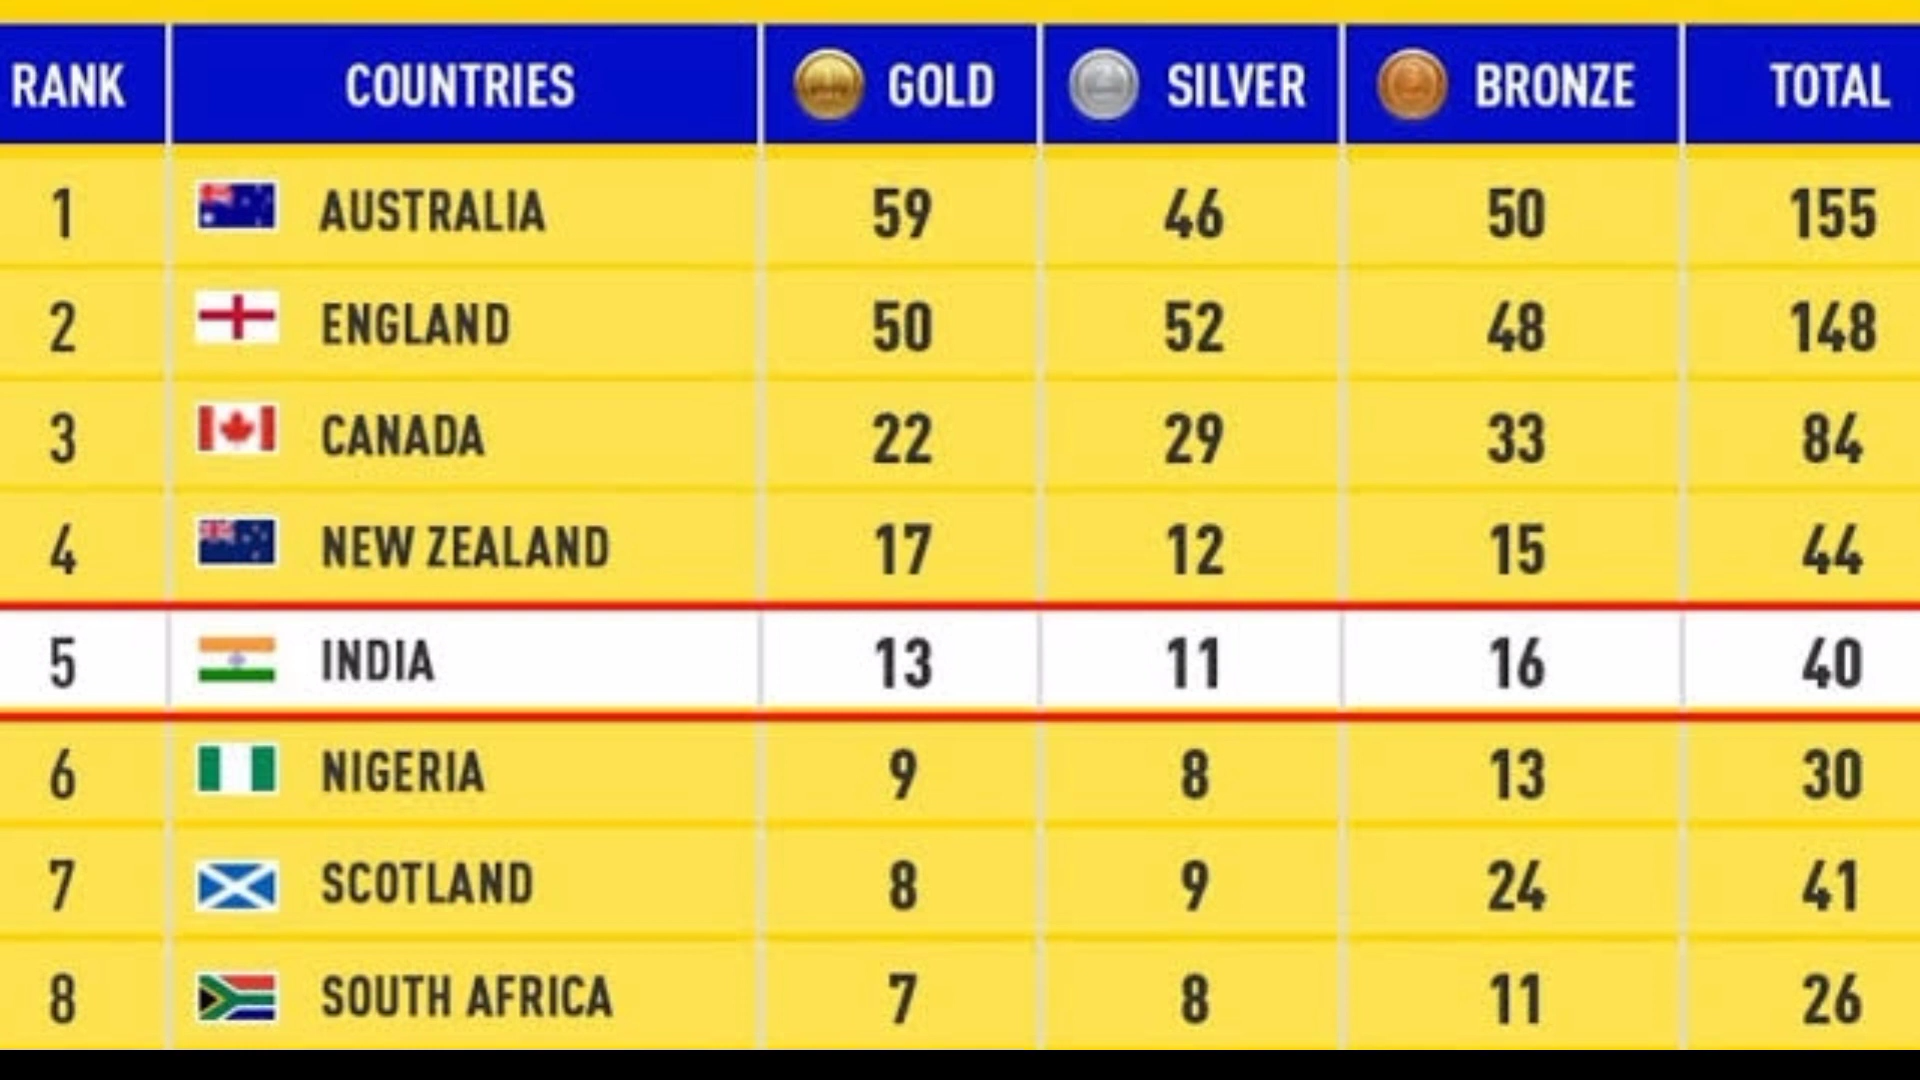 RANK COUNTRIES GOLD SILVER BRONZE TOTAL
1 AUSTRALIA 59 46 50 155
2 ENGLAND 50 52 48 148
3 CANADA 22 29 33 84
4 NEW ZEALAND 17 12 15 44
5 INDIA 13 11 16 40
6 NIGERIA 9 8 13 30
7 SCOTLAND 8 9 24 41
8 SOUTH AFRICA 7 8 11 26